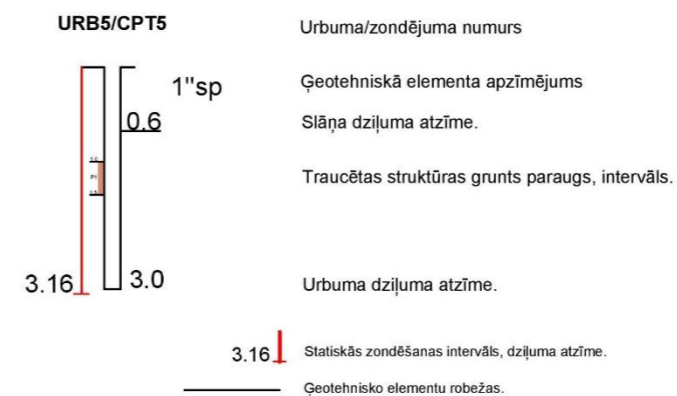 URB5/CPT5 Urbuma/zondējuma numurs
1"sp Ģeotehniskā elementa apzīmējums
0.6 Slāņa dziļuma atzīme.
P1 Traucētas struktūras grunts paraugs, intervāls.
3.16 3.0 Urbuma dziļuma atzīme.
3.16 Statiskās zondēšanas intervāls, dziļuma atzīme.
Ģeotehnisko elementu robežas.